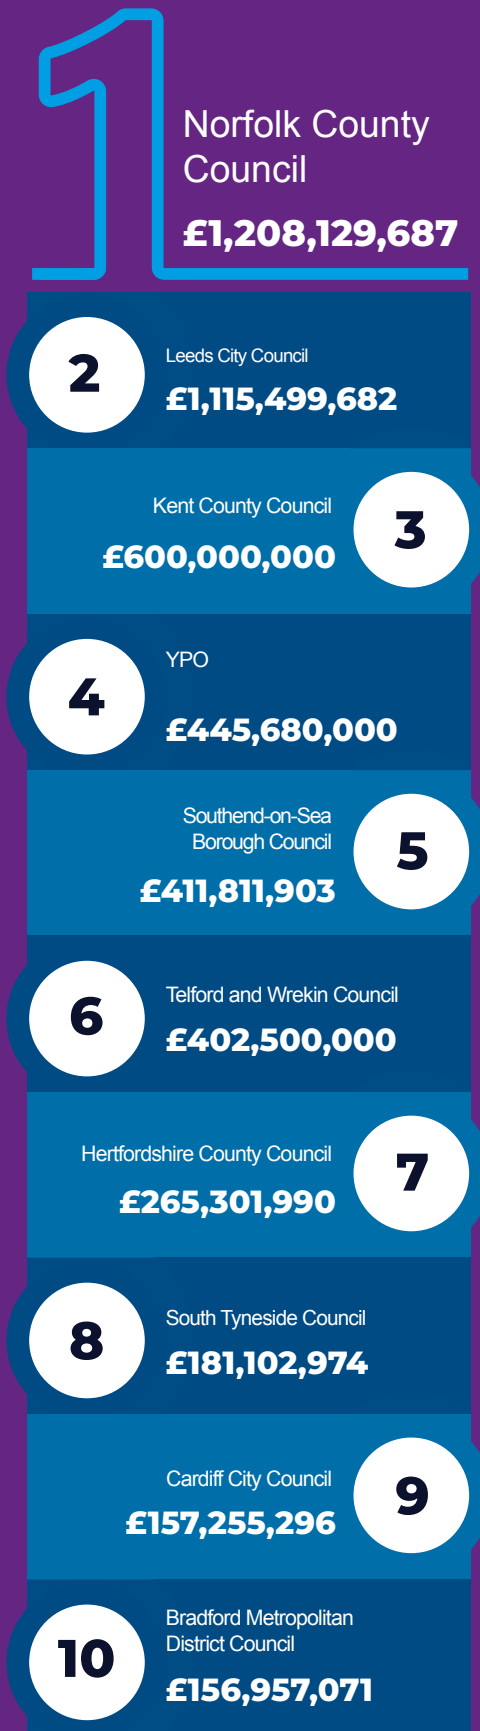 1
Norfolk County
Council
£1,208,129,687
2
Leeds City Council
£1,115,499,682
Kent County Council
3
£600,000,000
YPO
4
£445,680,000
Southend-on-Sea
Borough Council
5
£411,811,903
6
Telford and Wrekin Council
£402,500,000
Hertfordshire County Council
7
£265,301,990
8
South Tyneside Council
£181,102,974
Cardiff City Council
9
£157,255,296
Bradford Metropolitan
District Council
10
£156,957,071